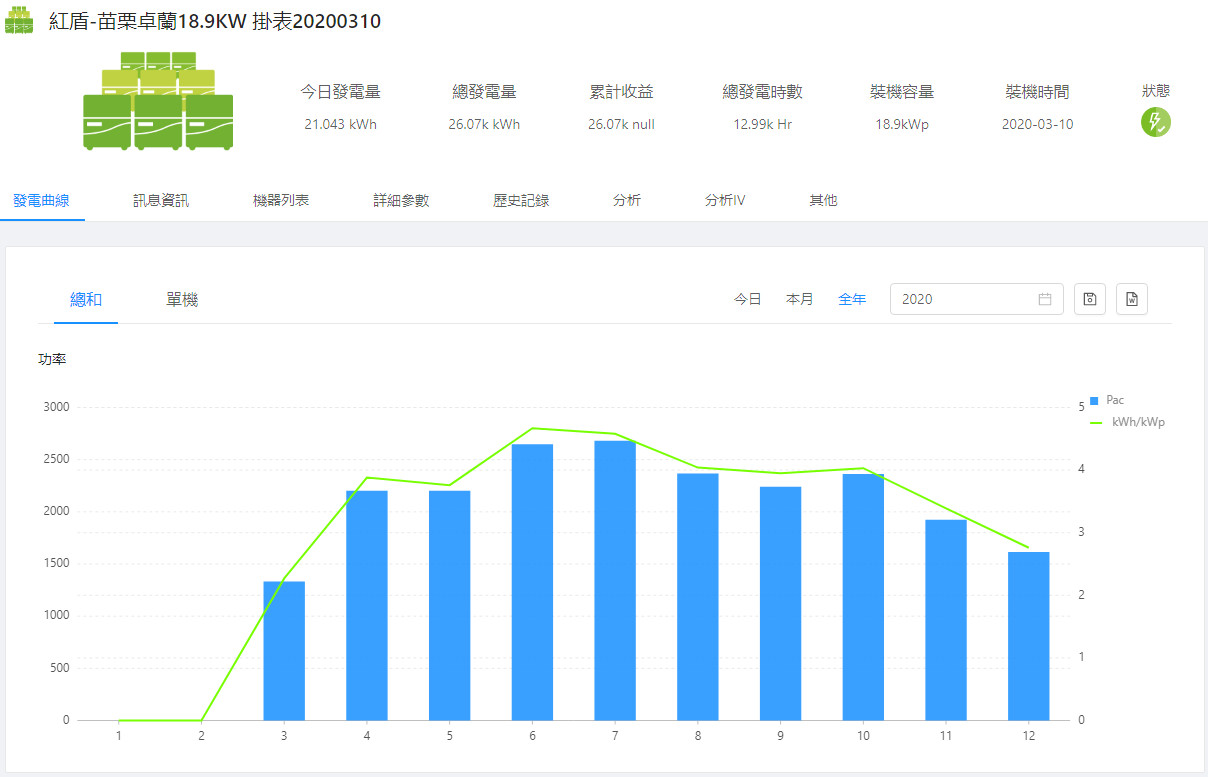 紅盾-苗栗卓蘭18.9KW 掛表20200310
今日發電量 總發電量 累計收益 總發電時數 裝機容量 裝機時間 狀態
21.043 kWh 26.07k kWh 26.07k null 12.99k Hr 18.9kWp 2020-03-10
發電曲線 訊息資訊 機器列表 詳細參數 歷史記錄 分析 分析IV 其他
總和 單機 今日 本月 全年 2020
功率
3000 5 Pac
kWh/kWp
2500 4
2000 3
1500
1000 2
500 1
0 0
1 2 3 4 5 6 7 8 9 10 11 12